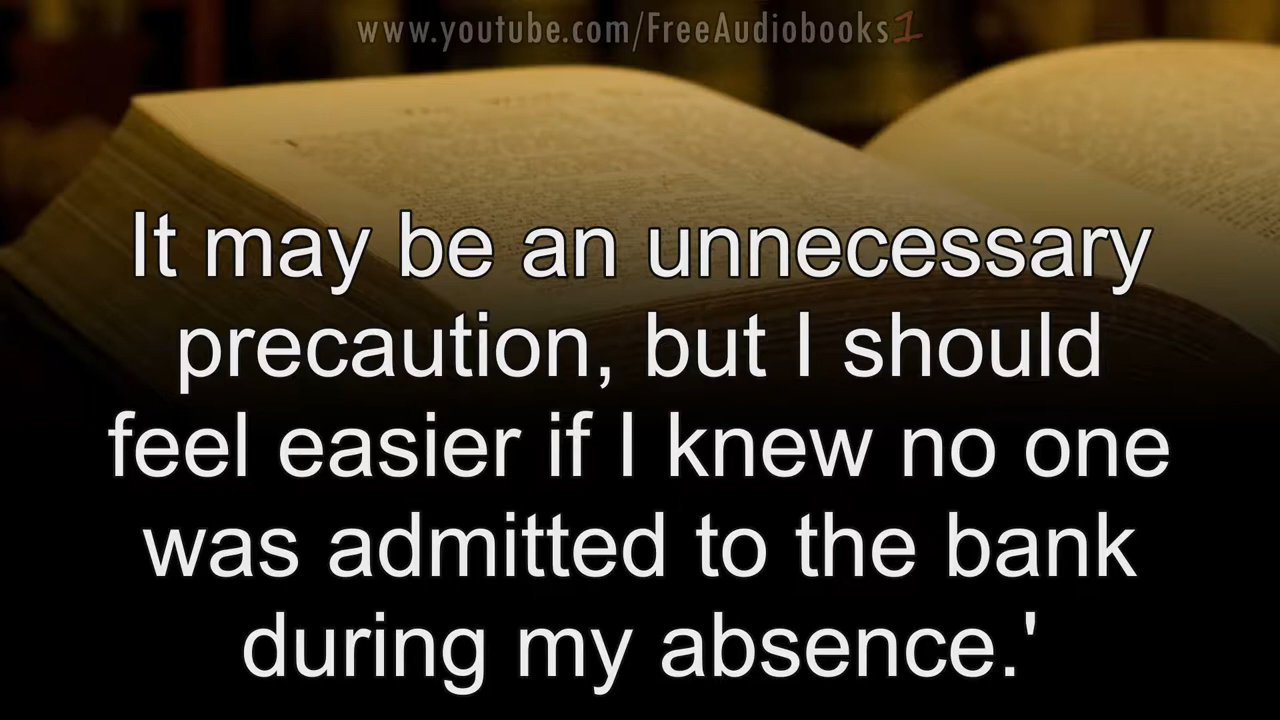 www.youtube.com/FreeAudiobooks1
It may be an unnecessary
precaution, but I should
feel easier if I knew no one
was admitted to the bank
during my absence.'